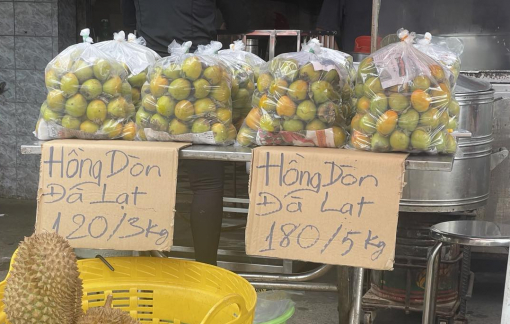 Hồng Dòn
Đà Lạt
120/3kg
Hồng Dòn
Đà Lạt
180/5kg